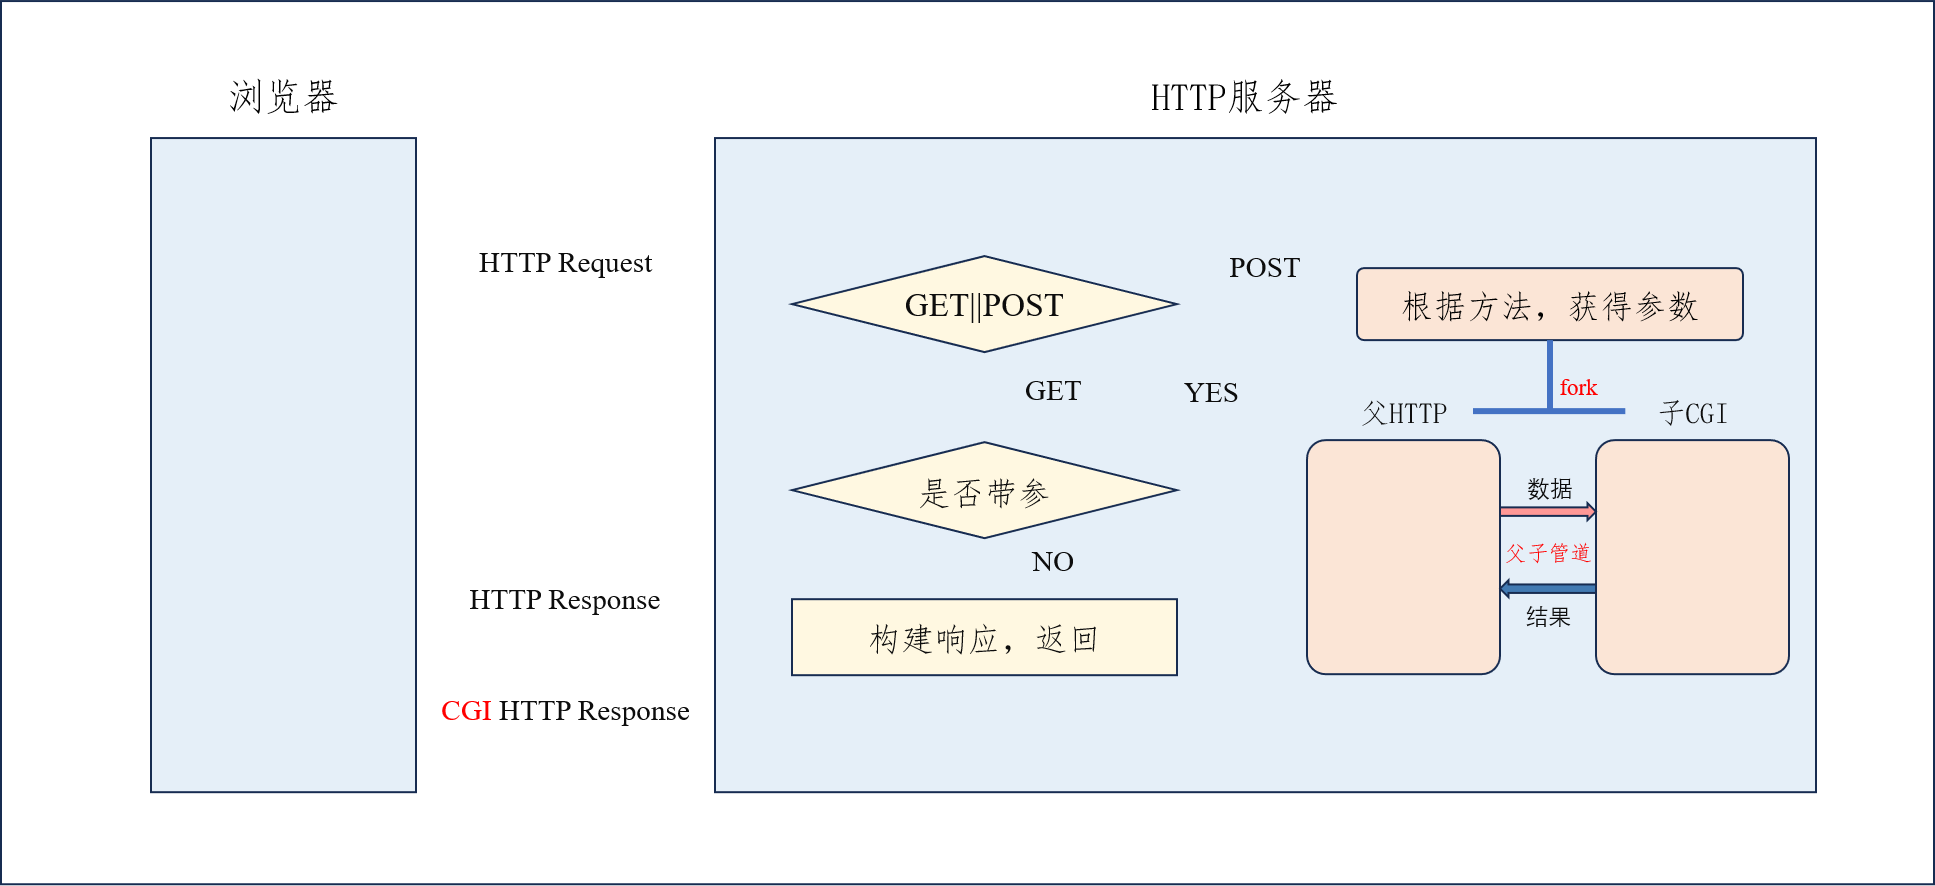 浏览器
HTTP服务器
HTTP Request
GET||POST
POST
根据方法，获得参数
GET
YES
fork
父HTTP
子CGI
是否带参
数据
父子管道
NO
HTTP Response
构建响应，返回
结果
CGI HTTP Response